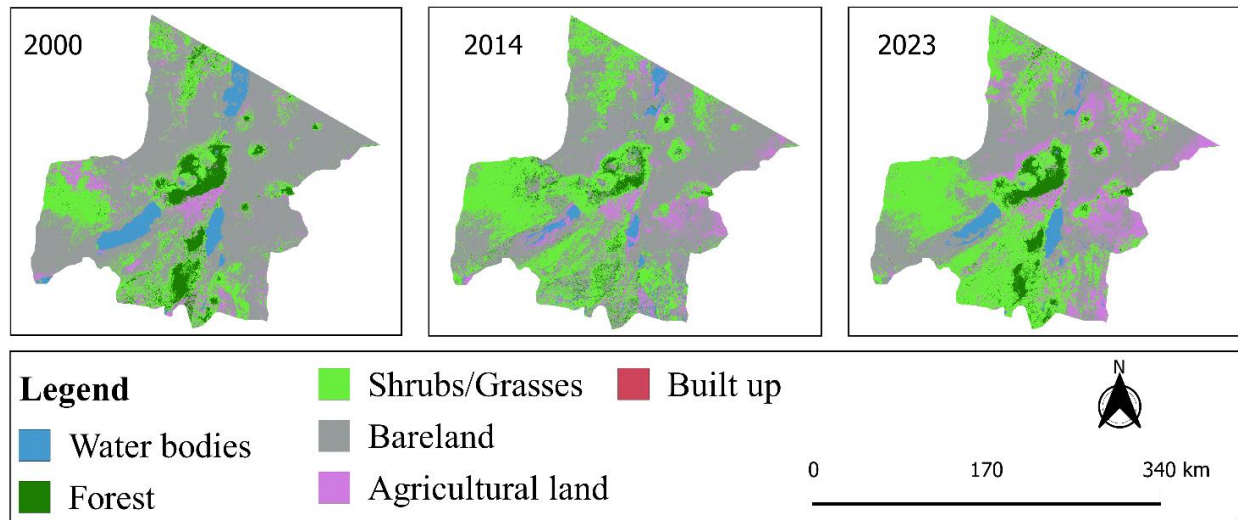 2000
2014
2023
Legend
Water bodies
Forest
Shrubs/Grasses
Bareland
Agricultural land
Built up
N
0 170 340 km